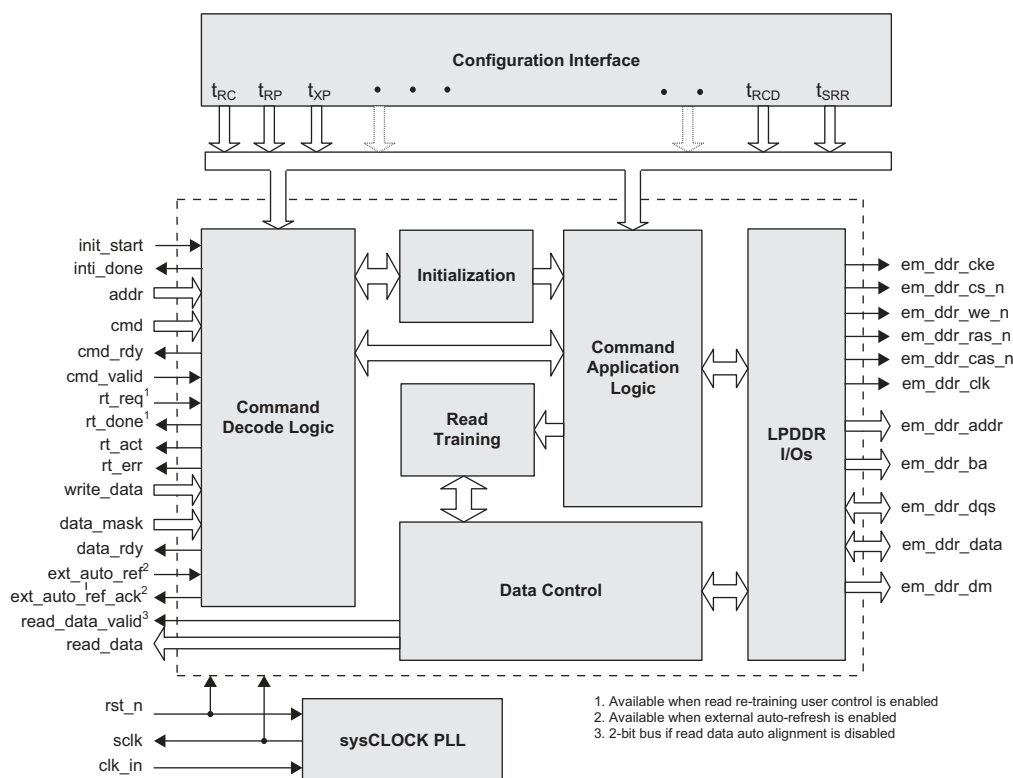 Configuration Interface
tRC tRP tXP • • • • • tRCD tSRR
init_start
inti_done
addr
cmd
cmd_rdy
cmd_valid
rt_req1
rt_done1
rt_act
rt_err
write_data
data_mask
data_rdy
ext_auto_ref2
ext_auto_ref_ack2
read_data_valid3
read_data
Command
Decode Logic
Initialization
Read
Training
Command
Application
Logic
Data Control
LPDDR
I/Os
em_ddr_cke
em_ddr_cs_n
em_ddr_we_n
em_ddr_ras_n
em_ddr_cas_n
em_ddr_clk
em_ddr_addr
em_ddr_ba
em_ddr_dqs
em_ddr_data
em_ddr_dm
rst_n
sclk
clk_in
sysCLOCK PLL
1. Available when read re-training user control is enabled
2. Available when external auto-refresh is enabled
3. 2-bit bus if read data auto alignment is disabled